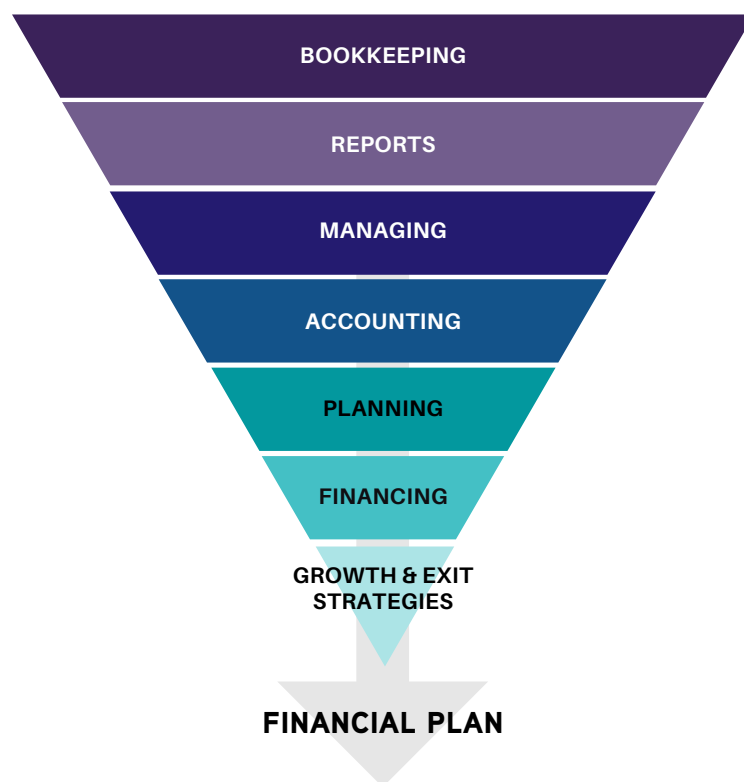 BOOKKEEPING
REPORTS
MANAGING
ACCOUNTING
PLANNING
FINANCING
GROWTH & EXIT
STRATEGIES
FINANCIAL PLAN